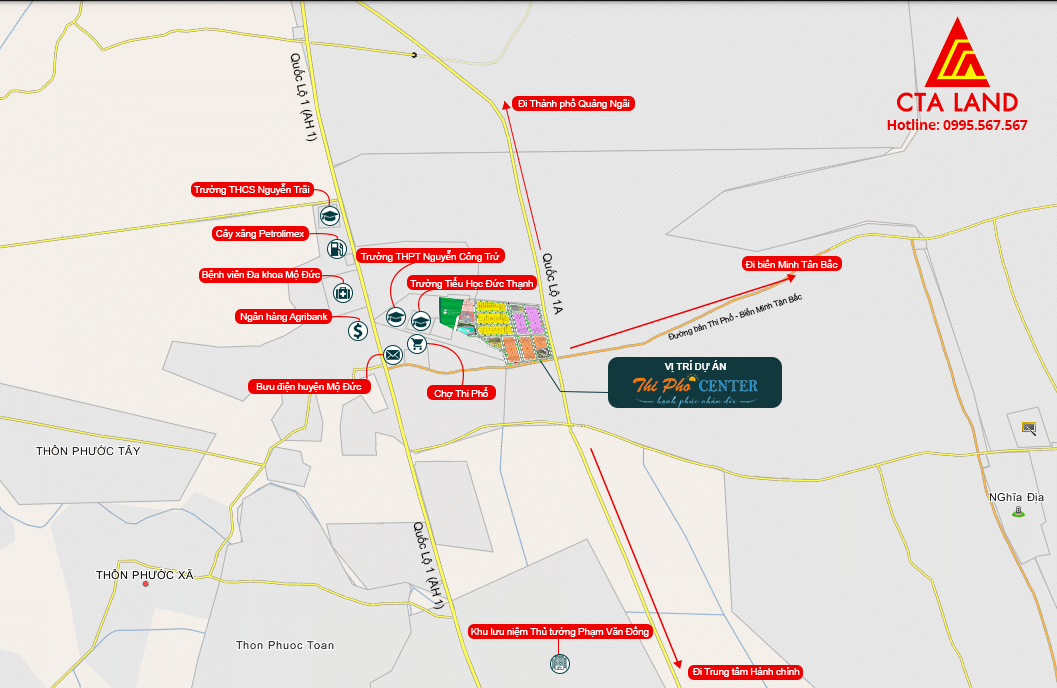 CTA LAND
Hotline: 0995.567.567
Quốc Lộ 1 (AH 1)
Đi Thành phố Quảng Ngãi
Trường THCS Nguyễn Trãi
Cây xăng Petrolimex
Trường THPT Nguyễn Công Trứ
Quốc Lộ 1A
Đi biển Minh Tân Bắc
Bệnh viên Đa khoa Mộ Đức
Trường Tiểu Học Đức Thạnh
Ngân hàng Agribank
Đường bản Thi Phổ - Biển Minh Tân Bắc
VỊ TRÍ DỰ ÁN
Thi Phổ CENTER
hạnh phúc nhân đôi
Bưu điện huyện Mộ Đức
Chợ Thi Phổ
THÔN PHƯỚC TÂY
NGhĩa Địa
Quốc Lộ 1 (AH 1)
THÔN PHƯỚC XÃ
Thon Phuoc Toan
Khu lưu niệm Thủ tướng Phạm Văn Đồng
Đi Trung tâm Hành chính